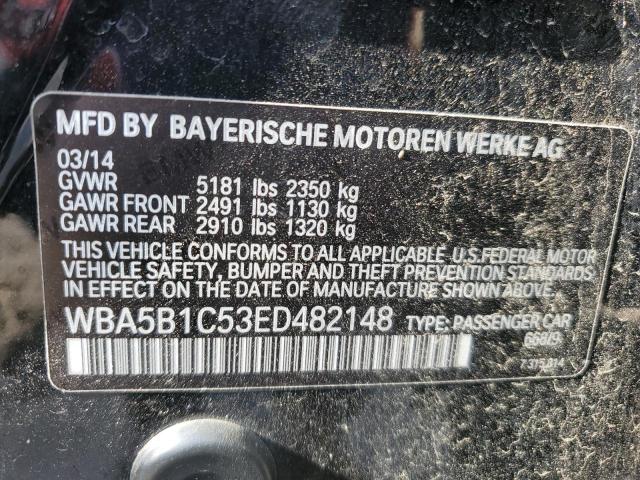 MFD BY BAYERISCHE MOTOREN WERKE AG
03/14
GVWR 5181 lbs 2350 kg
GAWR FRONT 2491 lbs 1130 kg
GAWR REAR 2910 lbs 1320 kg
THIS VEHICLE CONFORMS TO ALL APPLICABLE U.S.FEDERAL MOTOR
VEHICLE SAFETY, BUMPER AND THEFT PREVENTION STANDARDS
IN EFFECT ON THE DATE OF MANUFACTURE SHOWN ABOVE.
WBA5B1C53ED482148 TYPE: PASSENGER CAR